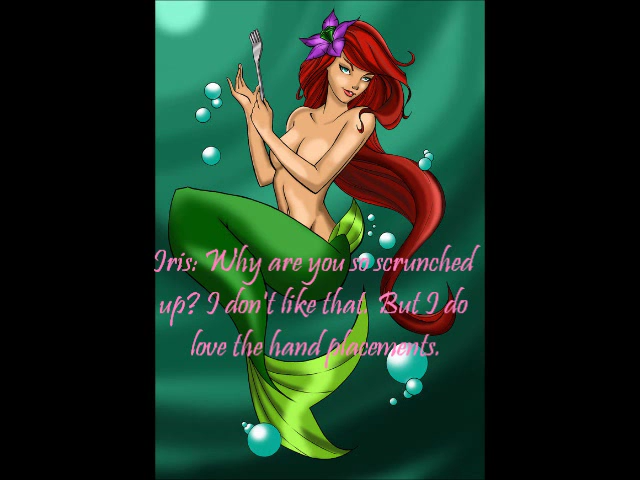 Iris: Why are you so scrunched
up? I don't like that. But I do
love the hand placements.